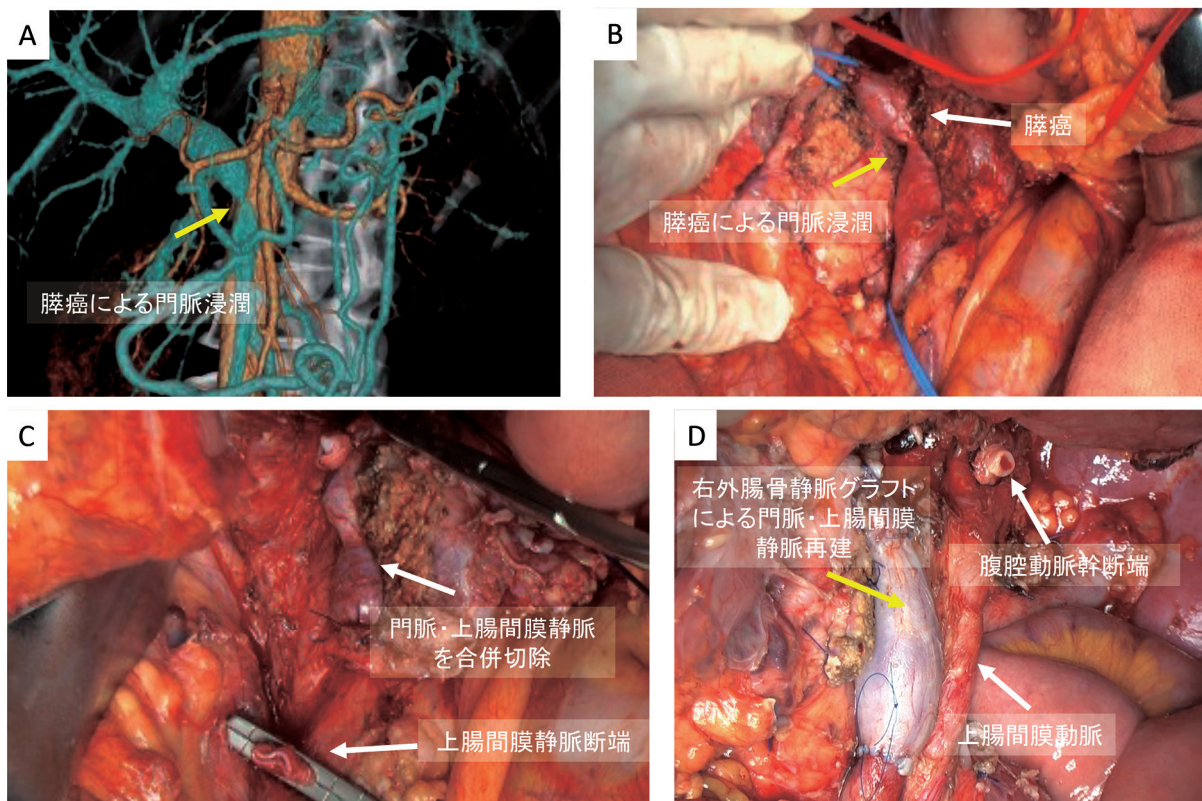 A
膵癌による門脈浸潤
B
膵癌
膵癌による門脈浸潤
C
門脈・上腸間膜静脈
を合併切除
上腸間膜静脈断端
D
右外腸骨静脈グラフト
による門脈・上腸間膜
静脈再建
腹腔動脈幹断端
上腸間膜動脈